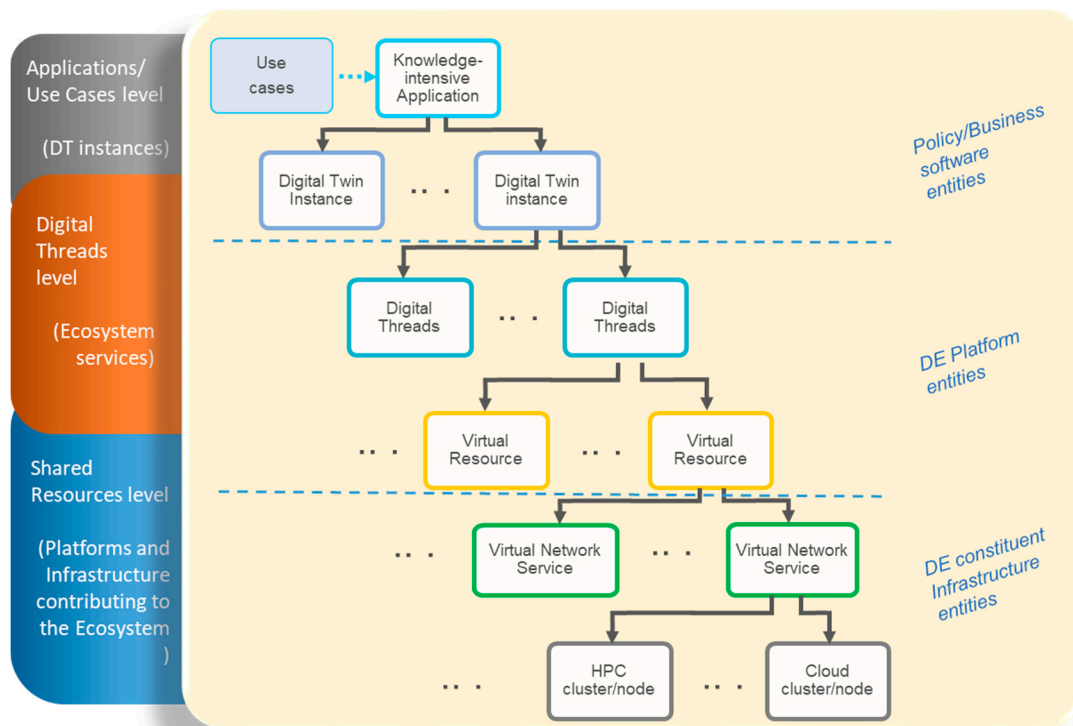 Applications/
Use Cases level
(DT instances)
Digital
Threads
level
(Ecosystem
services)
Shared
Resources level
(Platforms and
Infrastructure
contributing to
the Ecosystem
)
Use
cases
Knowledge-
intensive
Application
Digital Twin
Instance
.. .
Digital Twin
instance
Policy/Business
software
entities
Digital
Threads
.. .
Digital
Threads
DE Platform
entities
.. .
Virtual
Resource
.. .
Virtual
Resource
.. .
Virtual Network
Service
.. .
Virtual Network
Service
DE constituent
Infrastructure
entities
.. .
HPC
cluster/node
.. .
Cloud
cluster/node